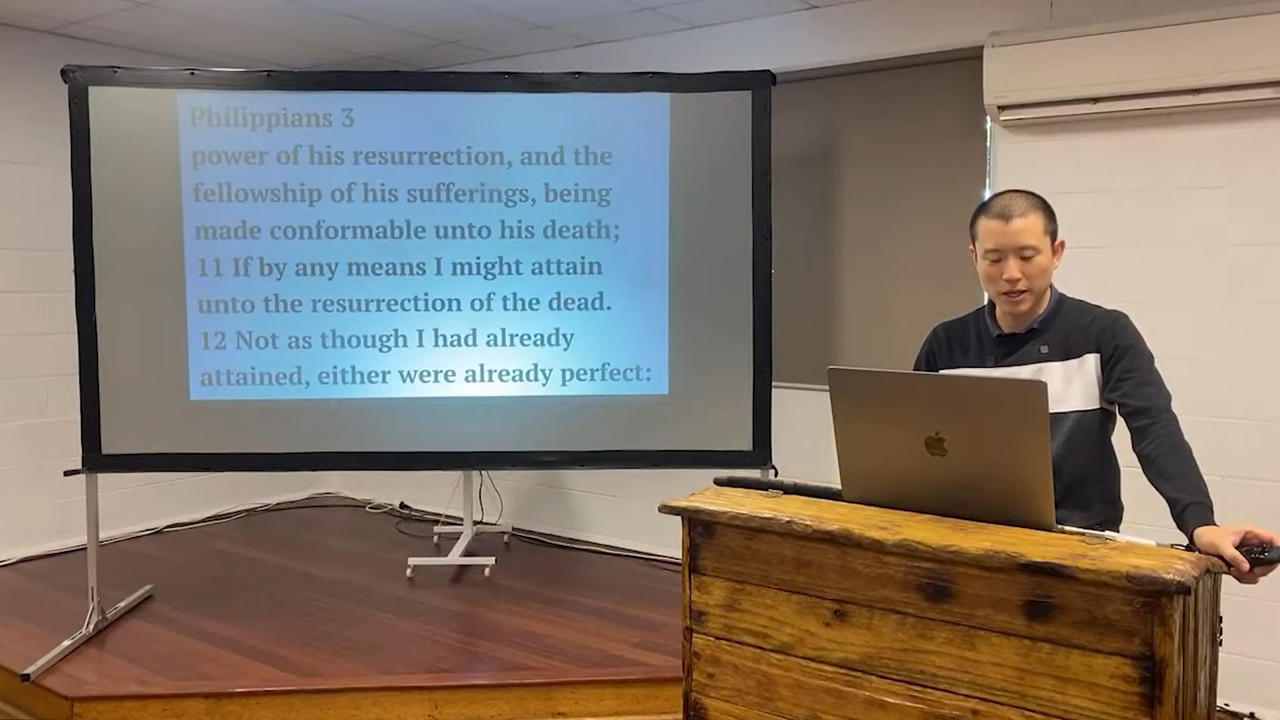 Philippians 3
power of his resurrection, and the
fellowship of his sufferings, being
made conformable unto his death;
11 If by any means I might attain
unto the resurrection of the dead.
12 Not as though I had already
attained, either were already perfect: